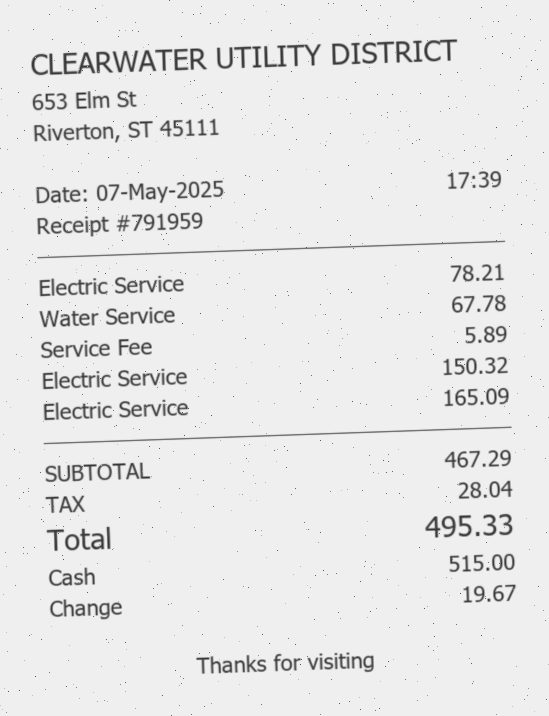 CLEARWATER UTILITY DISTRICT
653 Elm St
Riverton, ST 45111
Date: 07-May-2025 17:39
Receipt #791959
Electric Service 78.21
Water Service 67.78
Service Fee 5.89
Electric Service 150.32
Electric Service 165.09
SUBTOTAL 467.29
TAX 28.04
Total 495.33
Cash 515.00
Change 19.67
Thanks for visiting